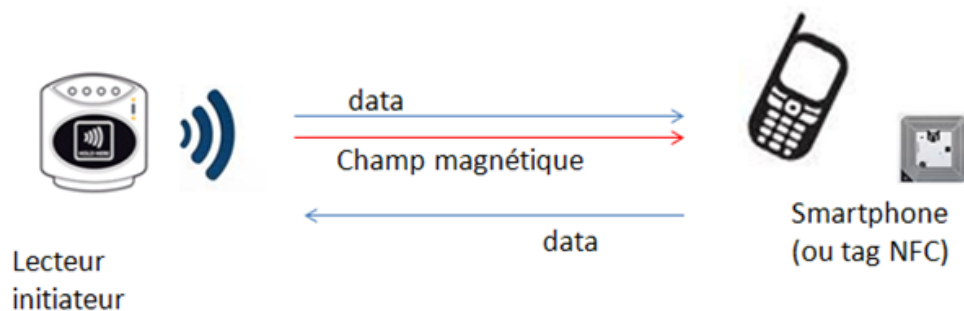 data
Champ magnétique
data
Smartphone
(ou tag NFC)
Lecteur
initiateur